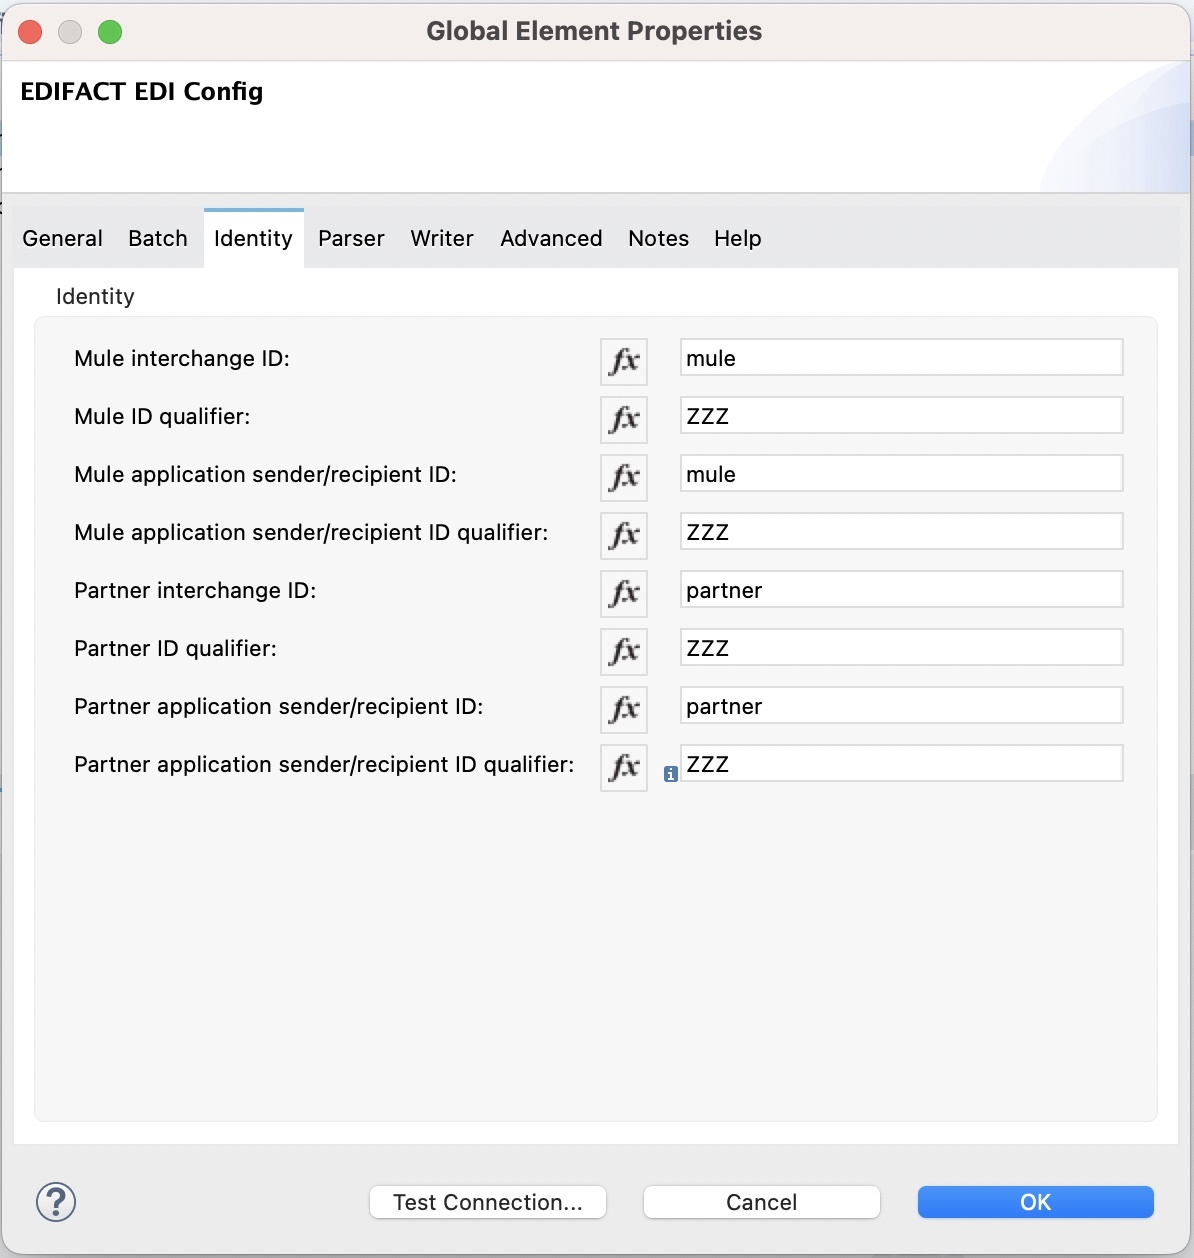 Global Element Properties
EDIFACT EDI Config
General Batch Identity Parser Writer Advanced Notes Help
Identity
Mule interchange ID: fx mule
Mule ID qualifier: fx ZZZ
Mule application sender/recipient ID: fx mule
Mule application sender/recipient ID qualifier: fx ZZZ
Partner interchange ID: fx partner
Partner ID qualifier: fx ZZZ
Partner application sender/recipient ID: fx partner
Partner application sender/recipient ID qualifier: fx i ZZZ
? Test Connection... Cancel OK